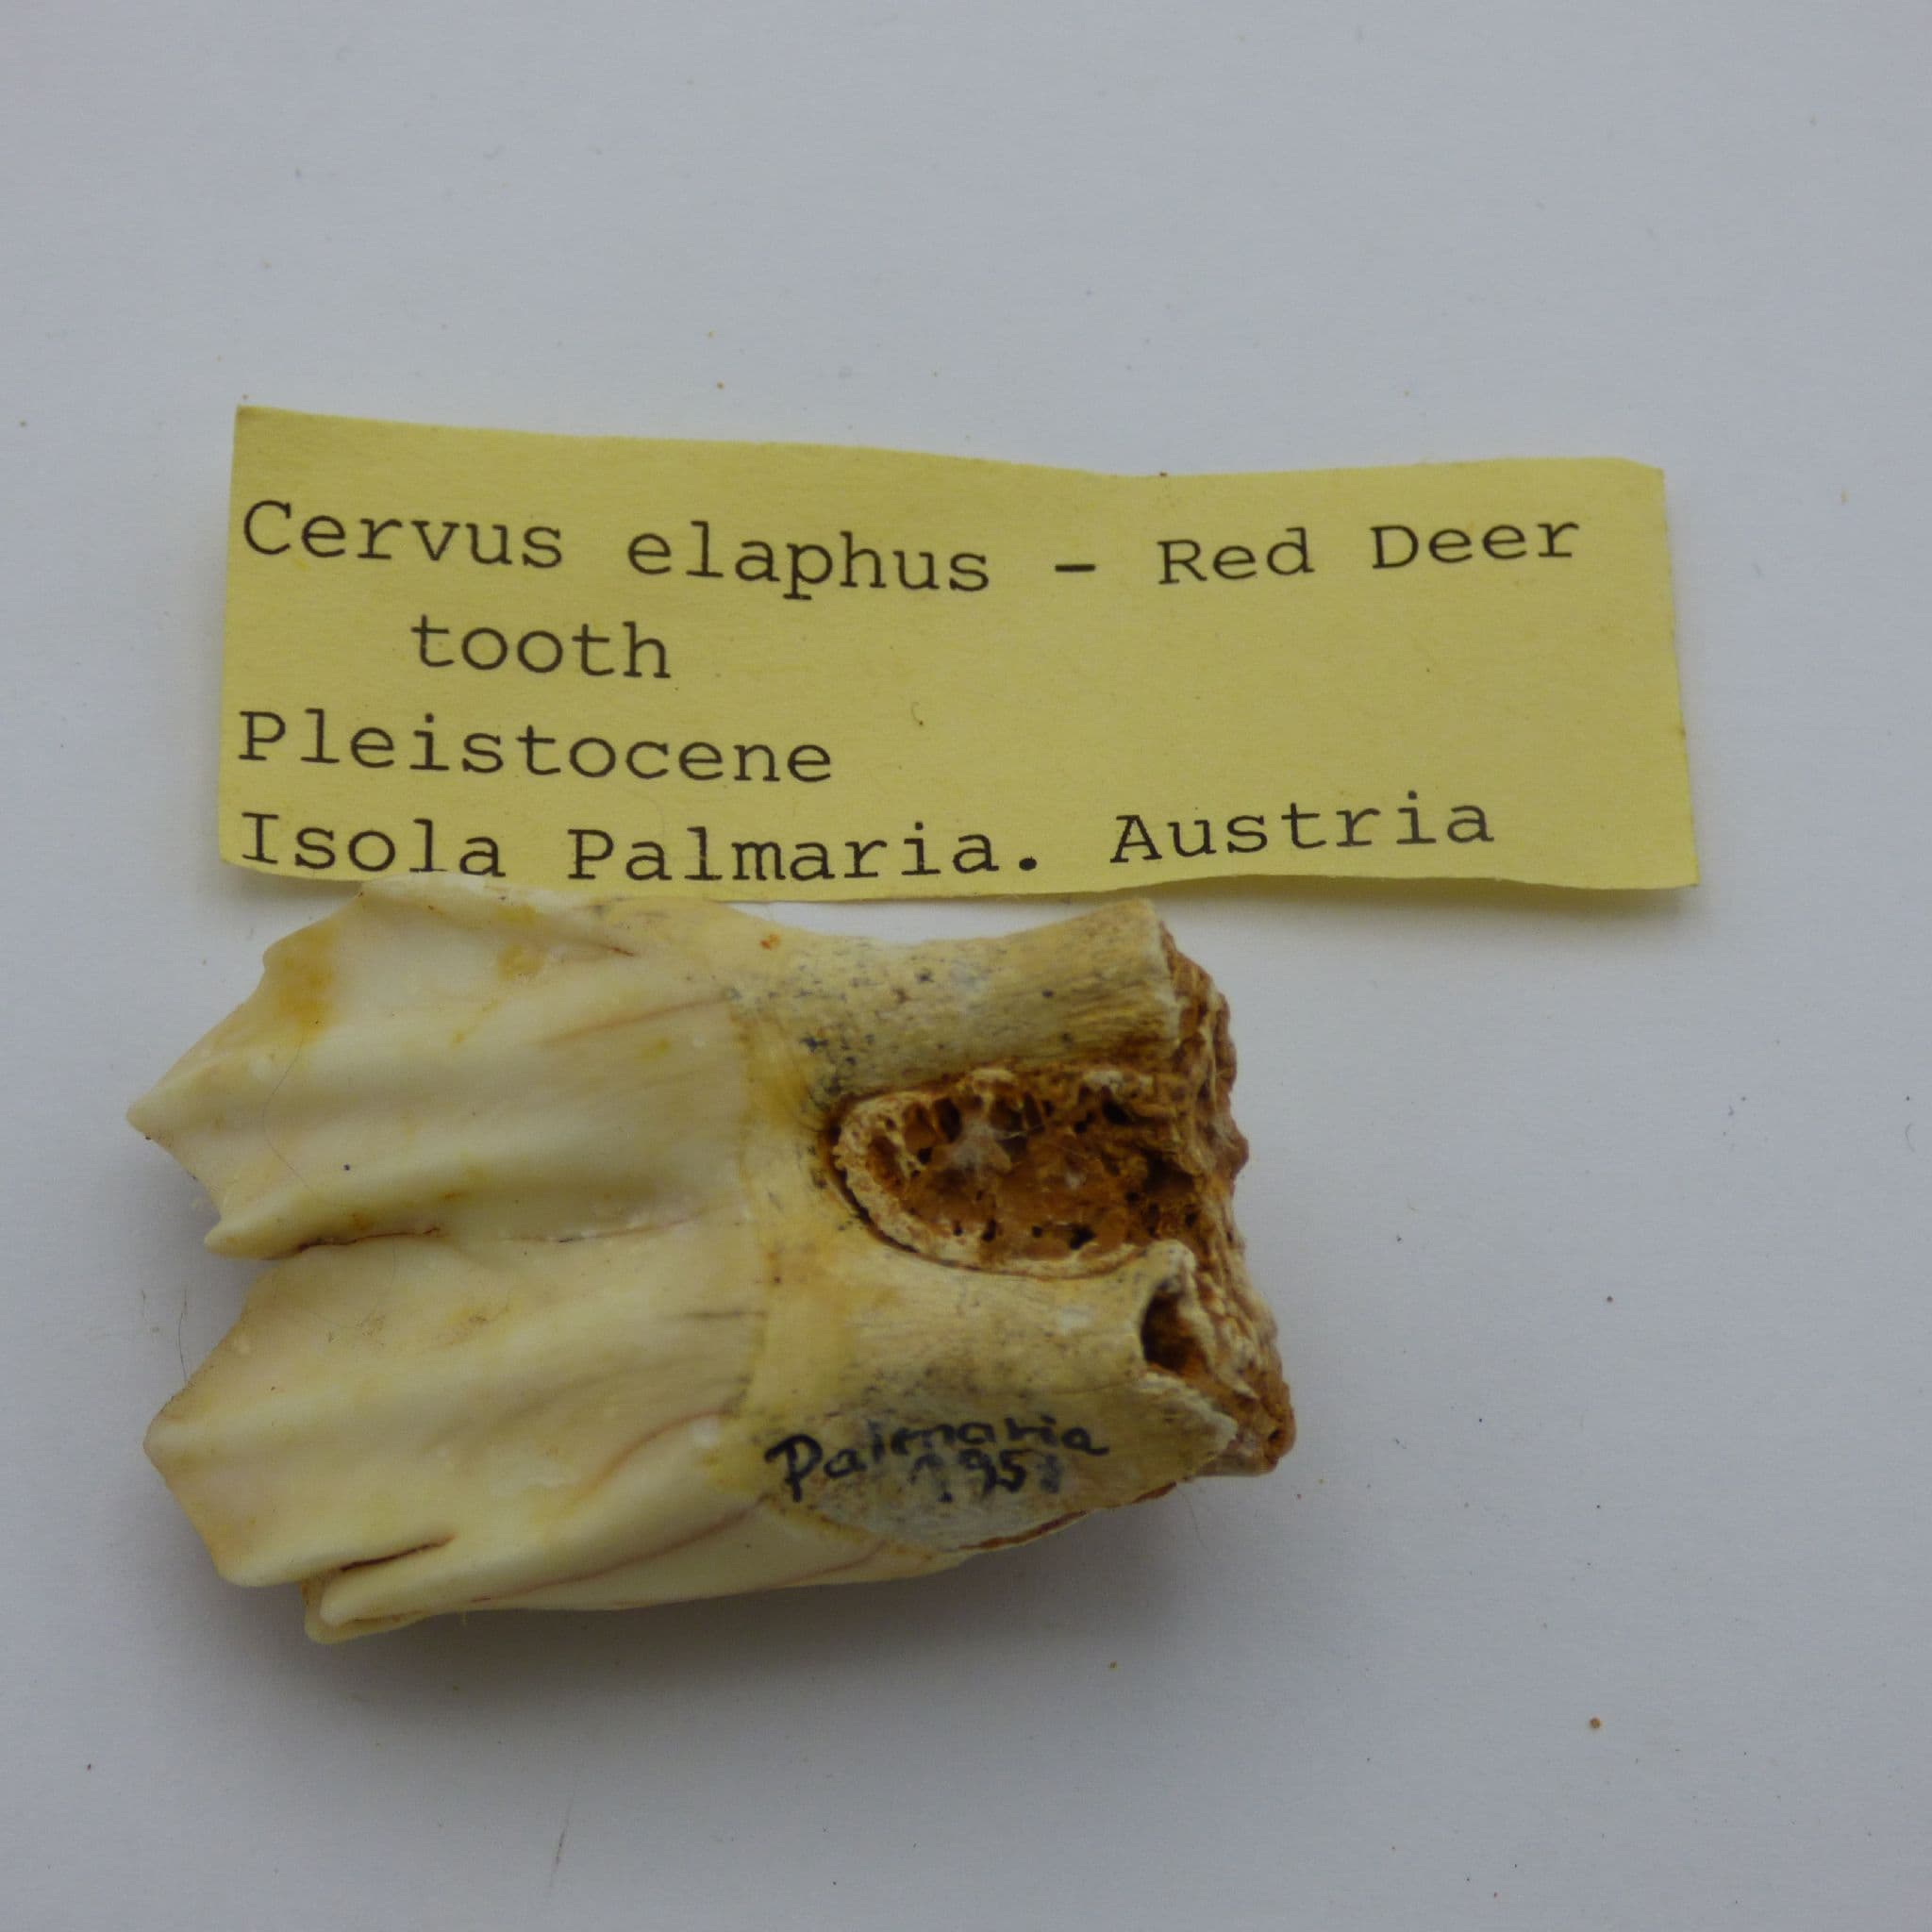 Cervus elaphus - Red Deer
tooth
Pleistocene
Isola Palmaria. Austria
Palmaria